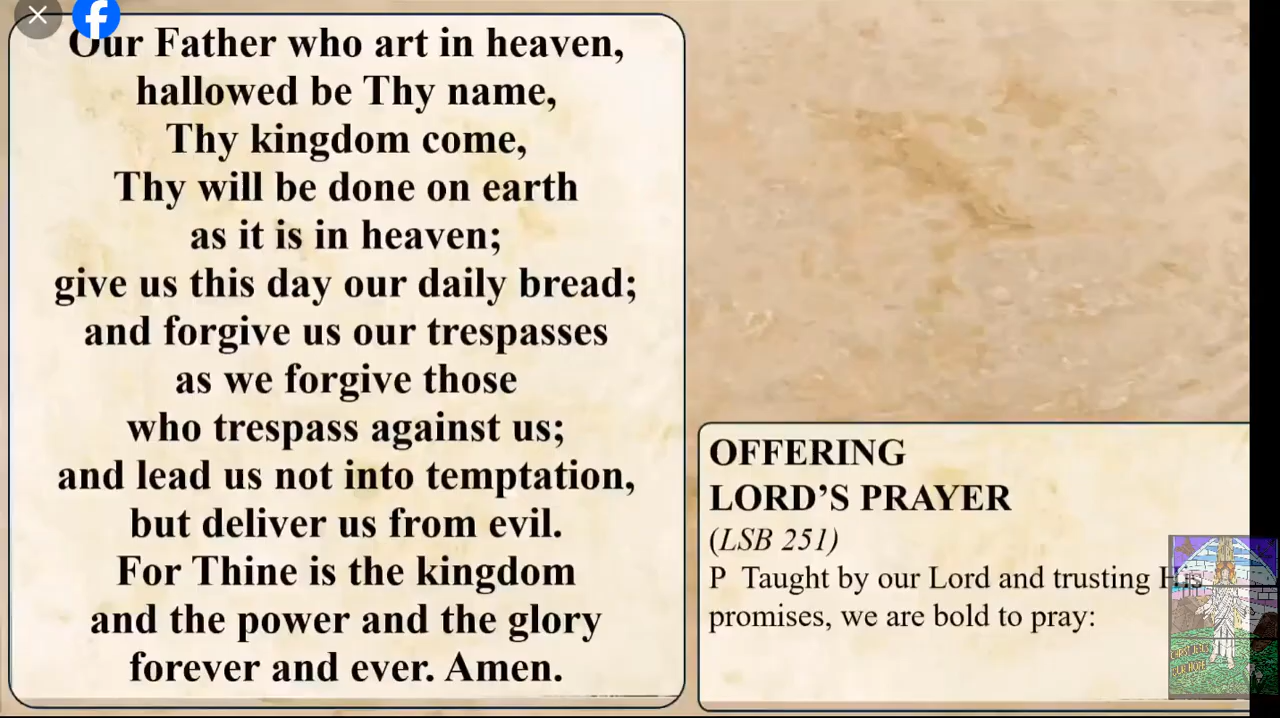 Our Father who art in heaven,
hallowed be Thy name,
Thy kingdom come,
Thy will be done on earth
as it is in heaven;
give us this day our daily bread;
and forgive us our trespasses
as we forgive those
who trespass against us;
and lead us not into temptation,
but deliver us from evil.
For Thine is the kingdom
and the power and the glory
forever and ever. Amen.
OFFERING
LORD’S PRAYER
(LSB 251)
P Taught by our Lord and trusting His
promises, we are bold to pray: